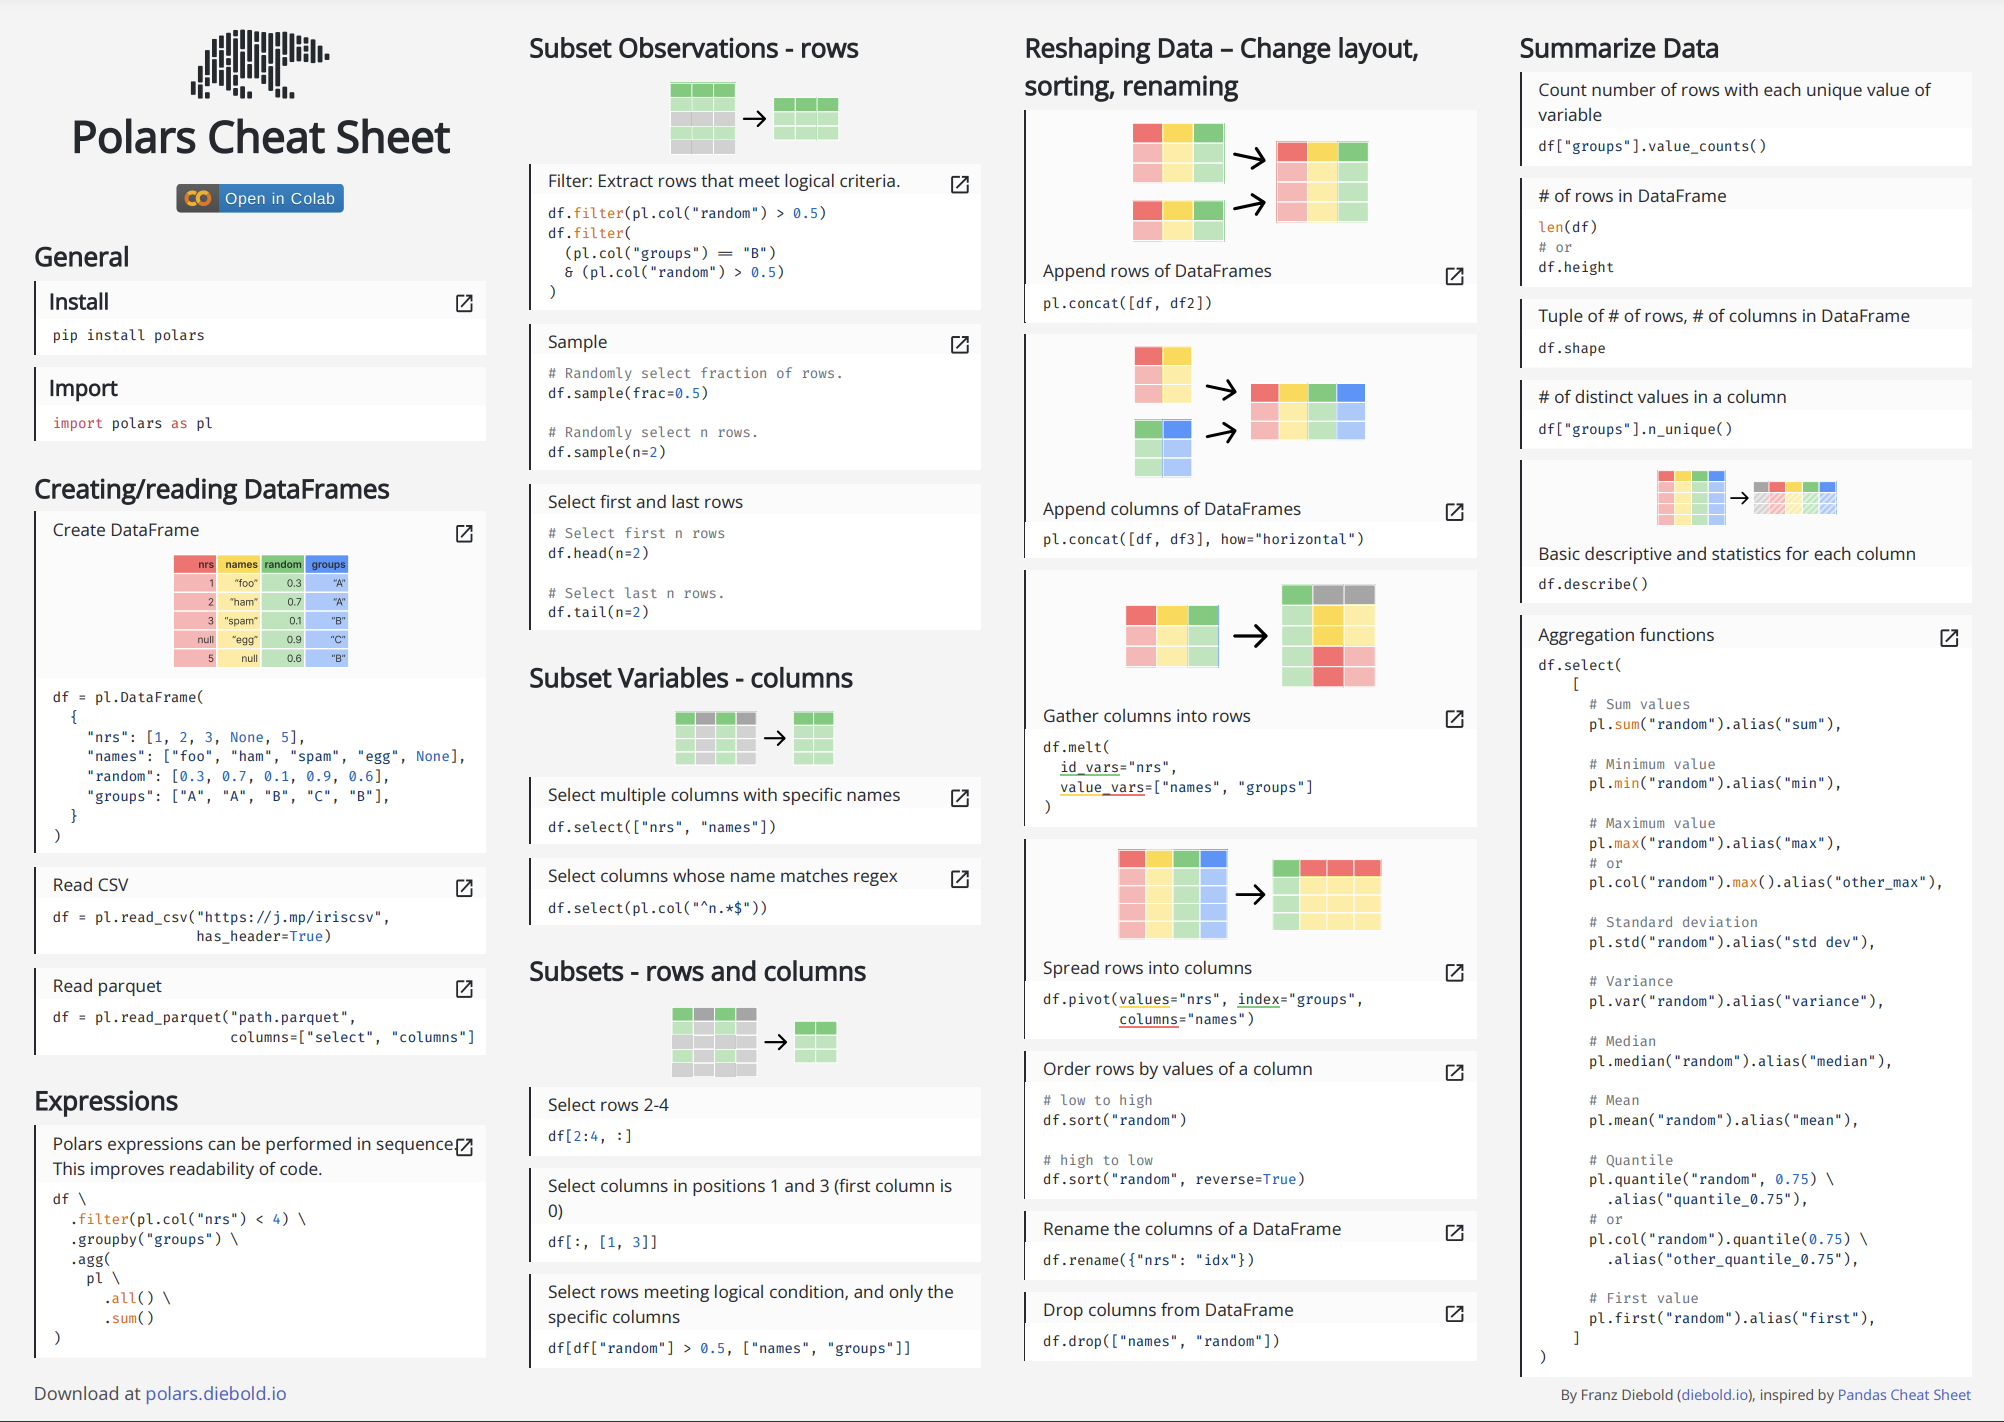 Polars Cheat Sheet
Open in Colab
General
Install
pip install polars
Import
import polars as pl
Creating/reading DataFrames
Create DataFrame
nrs names random groups
1 "foo" 0.3 "A"
2 "ham" 0.7 "A"
3 "spam" 0.1 "B"
null "egg" 0.9 "C"
5 null 0.6 "B"
df = pl.DataFrame(
  {
    "nrs": [1, 2, 3, None, 5],
    "names": ["foo", "ham", "spam", "egg", None],
    "random": [0.3, 0.7, 0.1, 0.9, 0.6],
    "groups": ["A", "A", "B", "C", "B"],
  }
)
Read CSV
df = pl.read_csv("https://j.mp/iriscsv",
                 has_header=True)
Read parquet
df = pl.read_parquet("path.parquet",
                     columns=["select", "columns"]
Expressions
Polars expressions can be performed in sequence.
This improves readability of code.
df \
  .filter(pl.col("nrs") < 4) \
  .groupby("groups") \
  .agg(
    pl \
      .all() \
      .sum()
)
Download at polars.diebold.io
Subset Observations - rows
Filter: Extract rows that meet logical criteria.
df.filter(pl.col("random") > 0.5)
df.filter(
  (pl.col("groups") == "B")
  & (pl.col("random") > 0.5)
)
Sample
# Randomly select fraction of rows.
df.sample(frac=0.5)
# Randomly select n rows.
df.sample(n=2)
Select first and last rows
# Select first n rows
df.head(n=2)
# Select last n rows.
df.tail(n=2)
Subset Variables - columns
Select multiple columns with specific names
df.select(["nrs", "names"])
Select columns whose name matches regex
df.select(pl.col("^n.*$"))
Subsets - rows and columns
Select rows 2-4
df[2:4, :]
Select columns in positions 1 and 3 (first column is
0)
df[:, [1, 3]]
Select rows meeting logical condition, and only the
specific columns
df[df["random"] > 0.5, ["names", "groups"]]
Reshaping Data – Change layout,
sorting, renaming
Append rows of DataFrames
pl.concat([df, df2])
Append columns of DataFrames
pl.concat([df, df3], how="horizontal")
Gather columns into rows
df.melt(
  id_vars="nrs",
  value_vars=["names", "groups"]
)
Spread rows into columns
df.pivot(values="nrs", index="groups",
         columns="names")
Order rows by values of a column
# low to high
df.sort("random")
# high to low
df.sort("random", reverse=True)
Rename the columns of a DataFrame
df.rename({"nrs": "idx"})
Drop columns from DataFrame
df.drop(["names", "random"])
Summarize Data
Count number of rows with each unique value of
variable
df["groups"].value_counts()
# of rows in DataFrame
len(df)
# or
df.height
Tuple of # of rows, # of columns in DataFrame
df.shape
# of distinct values in a column
df["groups"].n_unique()
Basic descriptive and statistics for each column
df.describe()
Aggregation functions
df.select(
    [
      # Sum values
      pl.sum("random").alias("sum"),
      # Minimum value
      pl.min("random").alias("min"),
      # Maximum value
      pl.max("random").alias("max"),
      # or
      pl.col("random").max().alias("other_max"),
      # Standard deviation
      pl.std("random").alias("std dev"),
      # Variance
      pl.var("random").alias("variance"),
      # Median
      pl.median("random").alias("median"),
      # Mean
      pl.mean("random").alias("mean"),
      # Quantile
      pl.quantile("random", 0.75) \
        .alias("quantile_0.75"),
      # or
      pl.col("random").quantile(0.75) \
        .alias("other_quantile_0.75"),
      # First value
      pl.first("random").alias("first"),
    ]
)
By Franz Diebold (diebold.io), inspired by Pandas Cheat Sheet